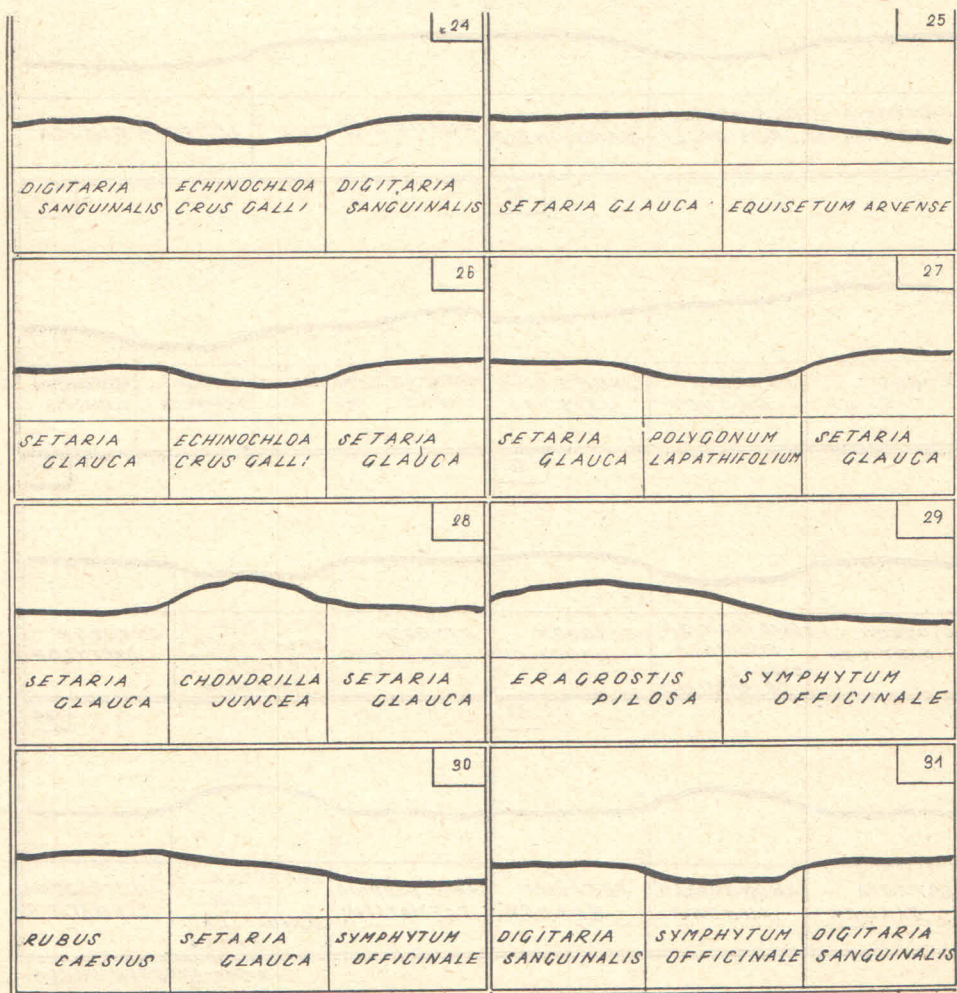 24
DIGITARIA
SANGUINALIS
ECHINOCHLOA
CRUS GALLI
DIGITARIA
SANGUINALIS
25
SETARIA GLAUCA
EQUISETUM ARVENSE
26
SETARIA
GLAUCA
ECHINOCHLOA
CRUS GALLI
SETARIA
GLAUCA
27
SETARIA
GLAUCA
POLYGONUM
LAPATHIFOLIUM
SETARIA
GLAUCA
28
SETARIA
GLAUCA
CHONDRILLA
JUNCEA
SETARIA
GLAUCA
29
ERAGROSTIS
PILOSA
SYMPHYTUM
OFFICINALE
30
RUBUS
CAESIUS
SETARIA
GLAUCA
SYMPHYTUM
OFFICINALE
31
DIGITARIA
SANGUINALIS
SYMPHYTUM
OFFICINALE
DIGITARIA
SANGUINALIS